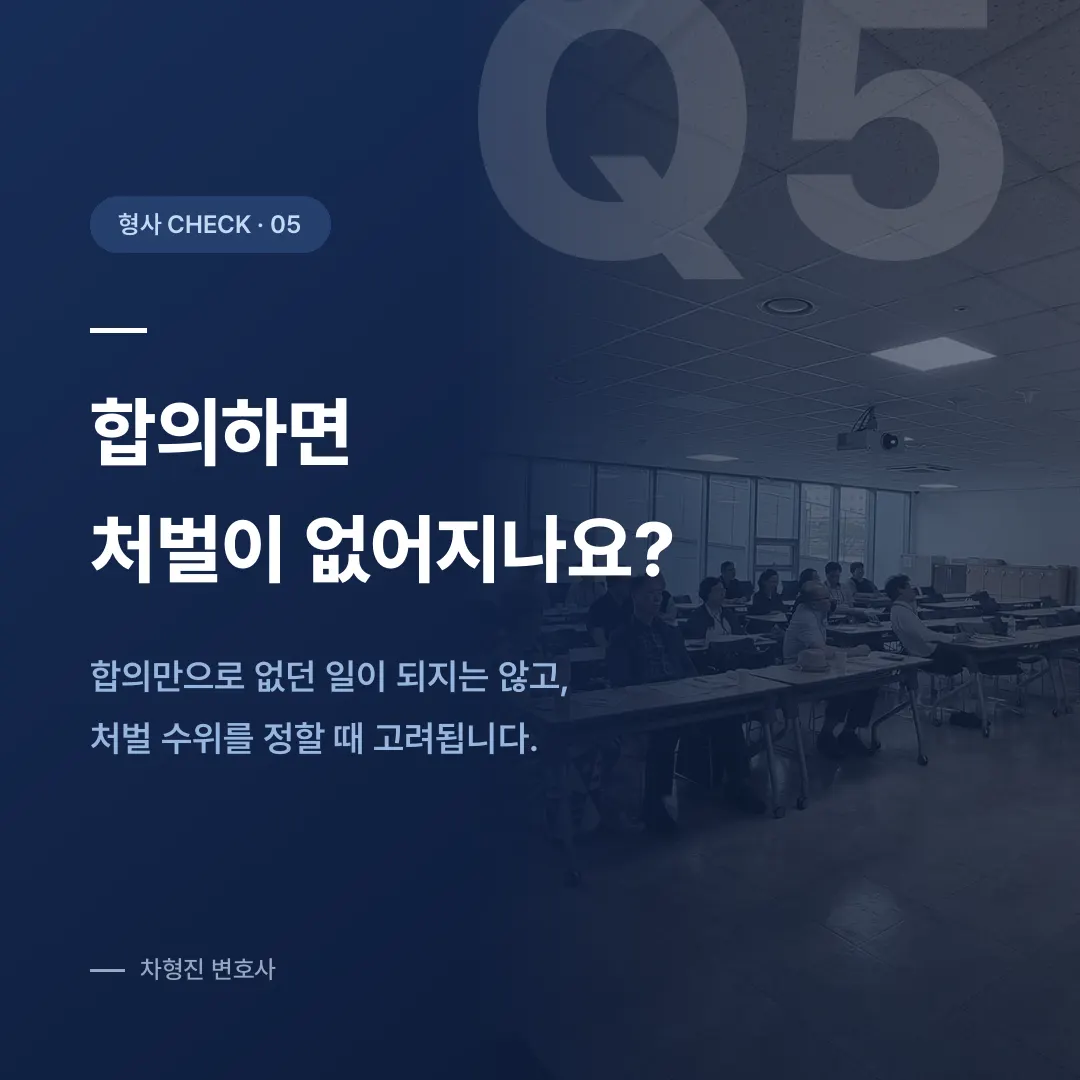 Q5
형사 CHECK · 05
합의하면
처벌이 없어지나요?
합의만으로 없던 일이 되지는 않고,
처벌 수위를 정할 때 고려됩니다.
차형진 변호사